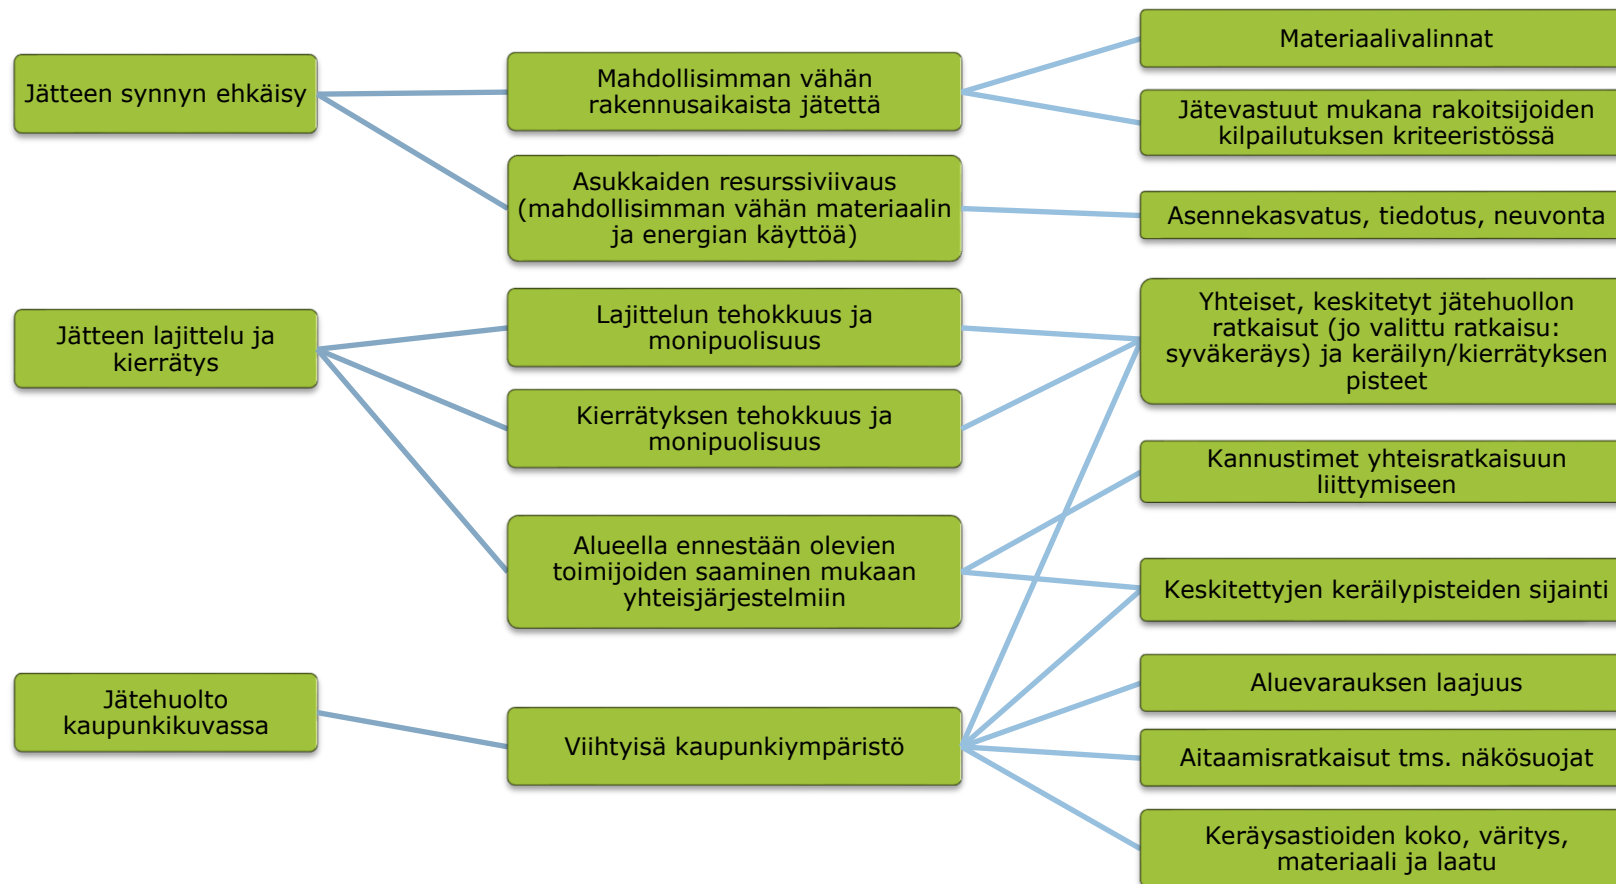 Jätteen synnyn ehkäisy
Mahdollisimman vähän
rakennusaikaista jätettä
Materiaalivalinnat
Jätevastuut mukana rakoitsijoiden
kilpailutuksen kriteeristössä
Asukkaiden resurssiviivaus
(mahdollisimman vähän materiaalin
ja energian käyttöä)
Asennekasvatus, tiedotus, neuvonta
Jätteen lajittelu ja
kierrätys
Lajittelun tehokkuus ja
monipuolisuus
Kierrätyksen tehokkuus ja
monipuolisuus
Yhteiset, keskitetyt jätehuollon
ratkaisut (jo valittu ratkaisu:
syväkeräys) ja keräilyn/kierrätyksen
pisteet
Alueella ennestään olevien
toimijoiden saaminen mukaan
yhteisjärjestelmiin
Kannustimet yhteisratkaisuun
liittymiseen
Keskitettyjen keräilypisteiden sijainti
Jätehuolto
kaupunkikuvassa
Viihtyisä kaupunkiympäristö
Aluevarauksen laajuus
Aitaamisratkaisut tms. näkösuojat
Keräysastioiden koko, väritys,
materiaali ja laatu